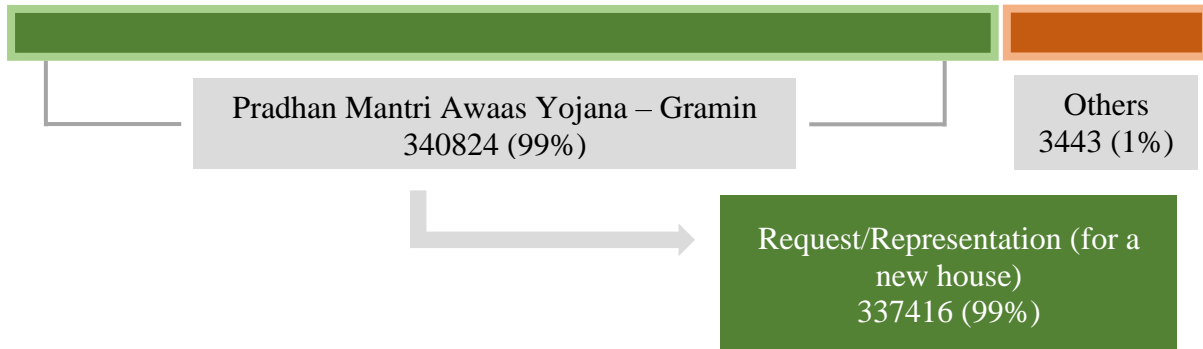 Pradhan Mantri Awaas Yojana – Gramin
340824 (99%)
Others
3443 (1%)
Request/Representation (for a
new house)
337416 (99%)